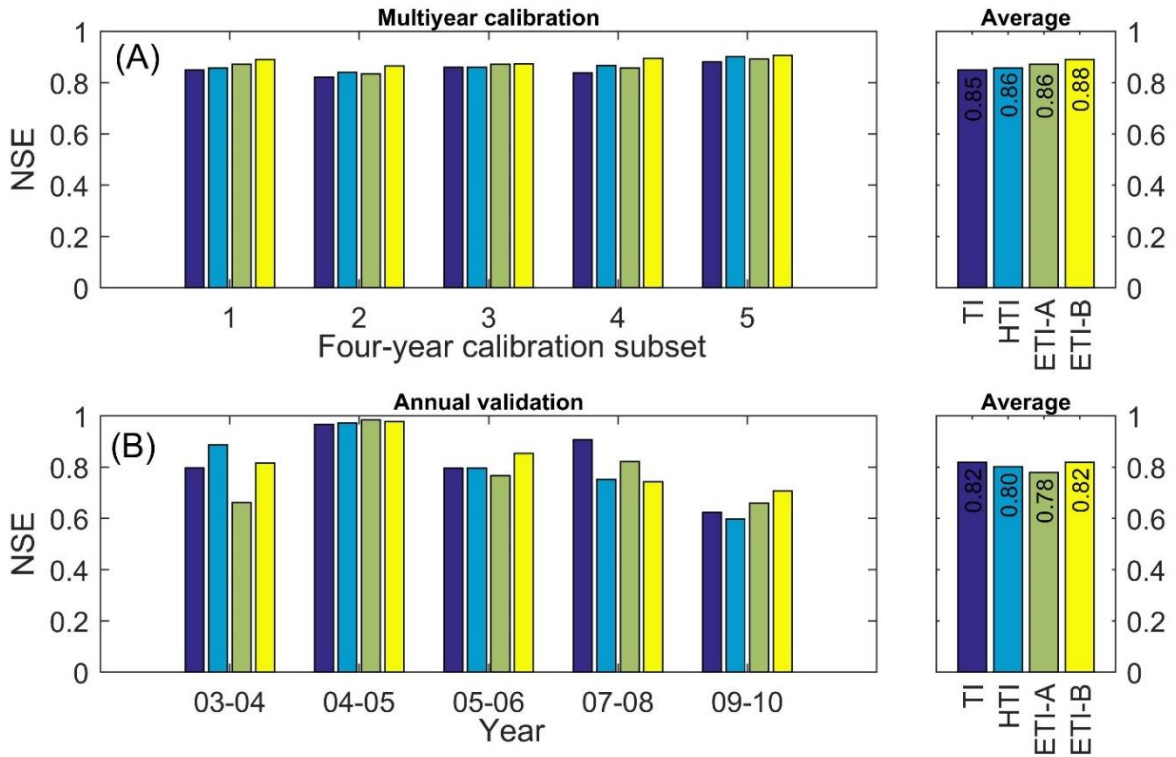 Multiyear calibration
Average
(A)
NSE
1
0.8
0.6
0.4
0.2
0
1 2 3 4 5
Four-year calibration subset
0.85 0.86 0.86 0.88
1
0.8
0.6
0.4
0.2
0
TI HTI ETI-A ETI-B
Annual validation
Average
(B)
NSE
1
0.8
0.6
0.4
0.2
0
03-04 04-05 05-06 07-08 09-10
Year
0.82 0.80 0.78 0.82
1
0.8
0.6
0.4
0.2
0
TI HTI ETI-A ETI-B